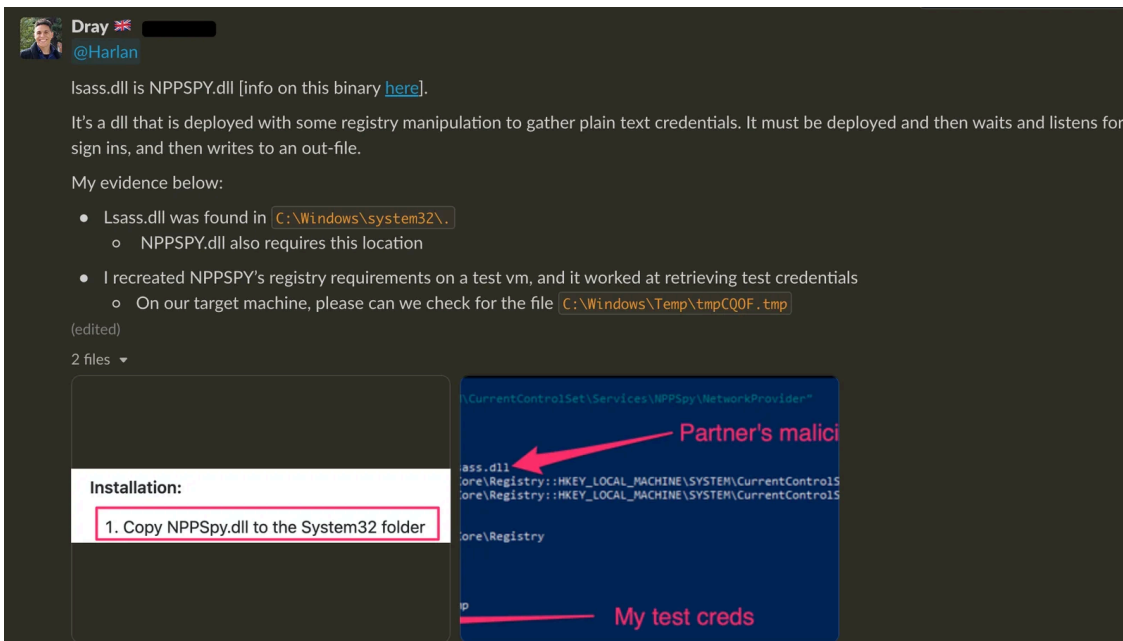 Dray
@Harlan
lsass.dll is NPPSPY.dll [info on this binary here].
It's a dll that is deployed with some registry manipulation to gather plain text credentials. It must be deployed and then waits and listens for
sign ins, and then writes to an out-file.
My evidence below:
Lsass.dll was found in C:\Windows\system32\.
NPPSPY.dll also requires this location
I recreated NPPSPY's registry requirements on a test vm, and it worked at retrieving test credentials
On our target machine, please can we check for the file C:\Windows\Temp\tmpCQOF.tmp
(edited)
2 files
\CurrentControlSet\Services\NPPSpy\NetworkProvider"
Partner's malici
sass.dll
Core\Registry::HKEY_LOCAL_MACHINE\SYSTEM\CurrentControlS
Core\Registry::HKEY_LOCAL_MACHINE\SYSTEM\CurrentControlS
Installation:
1. Copy NPPSpy.dll to the System32 folder
Core\Registry
mp
My test creds